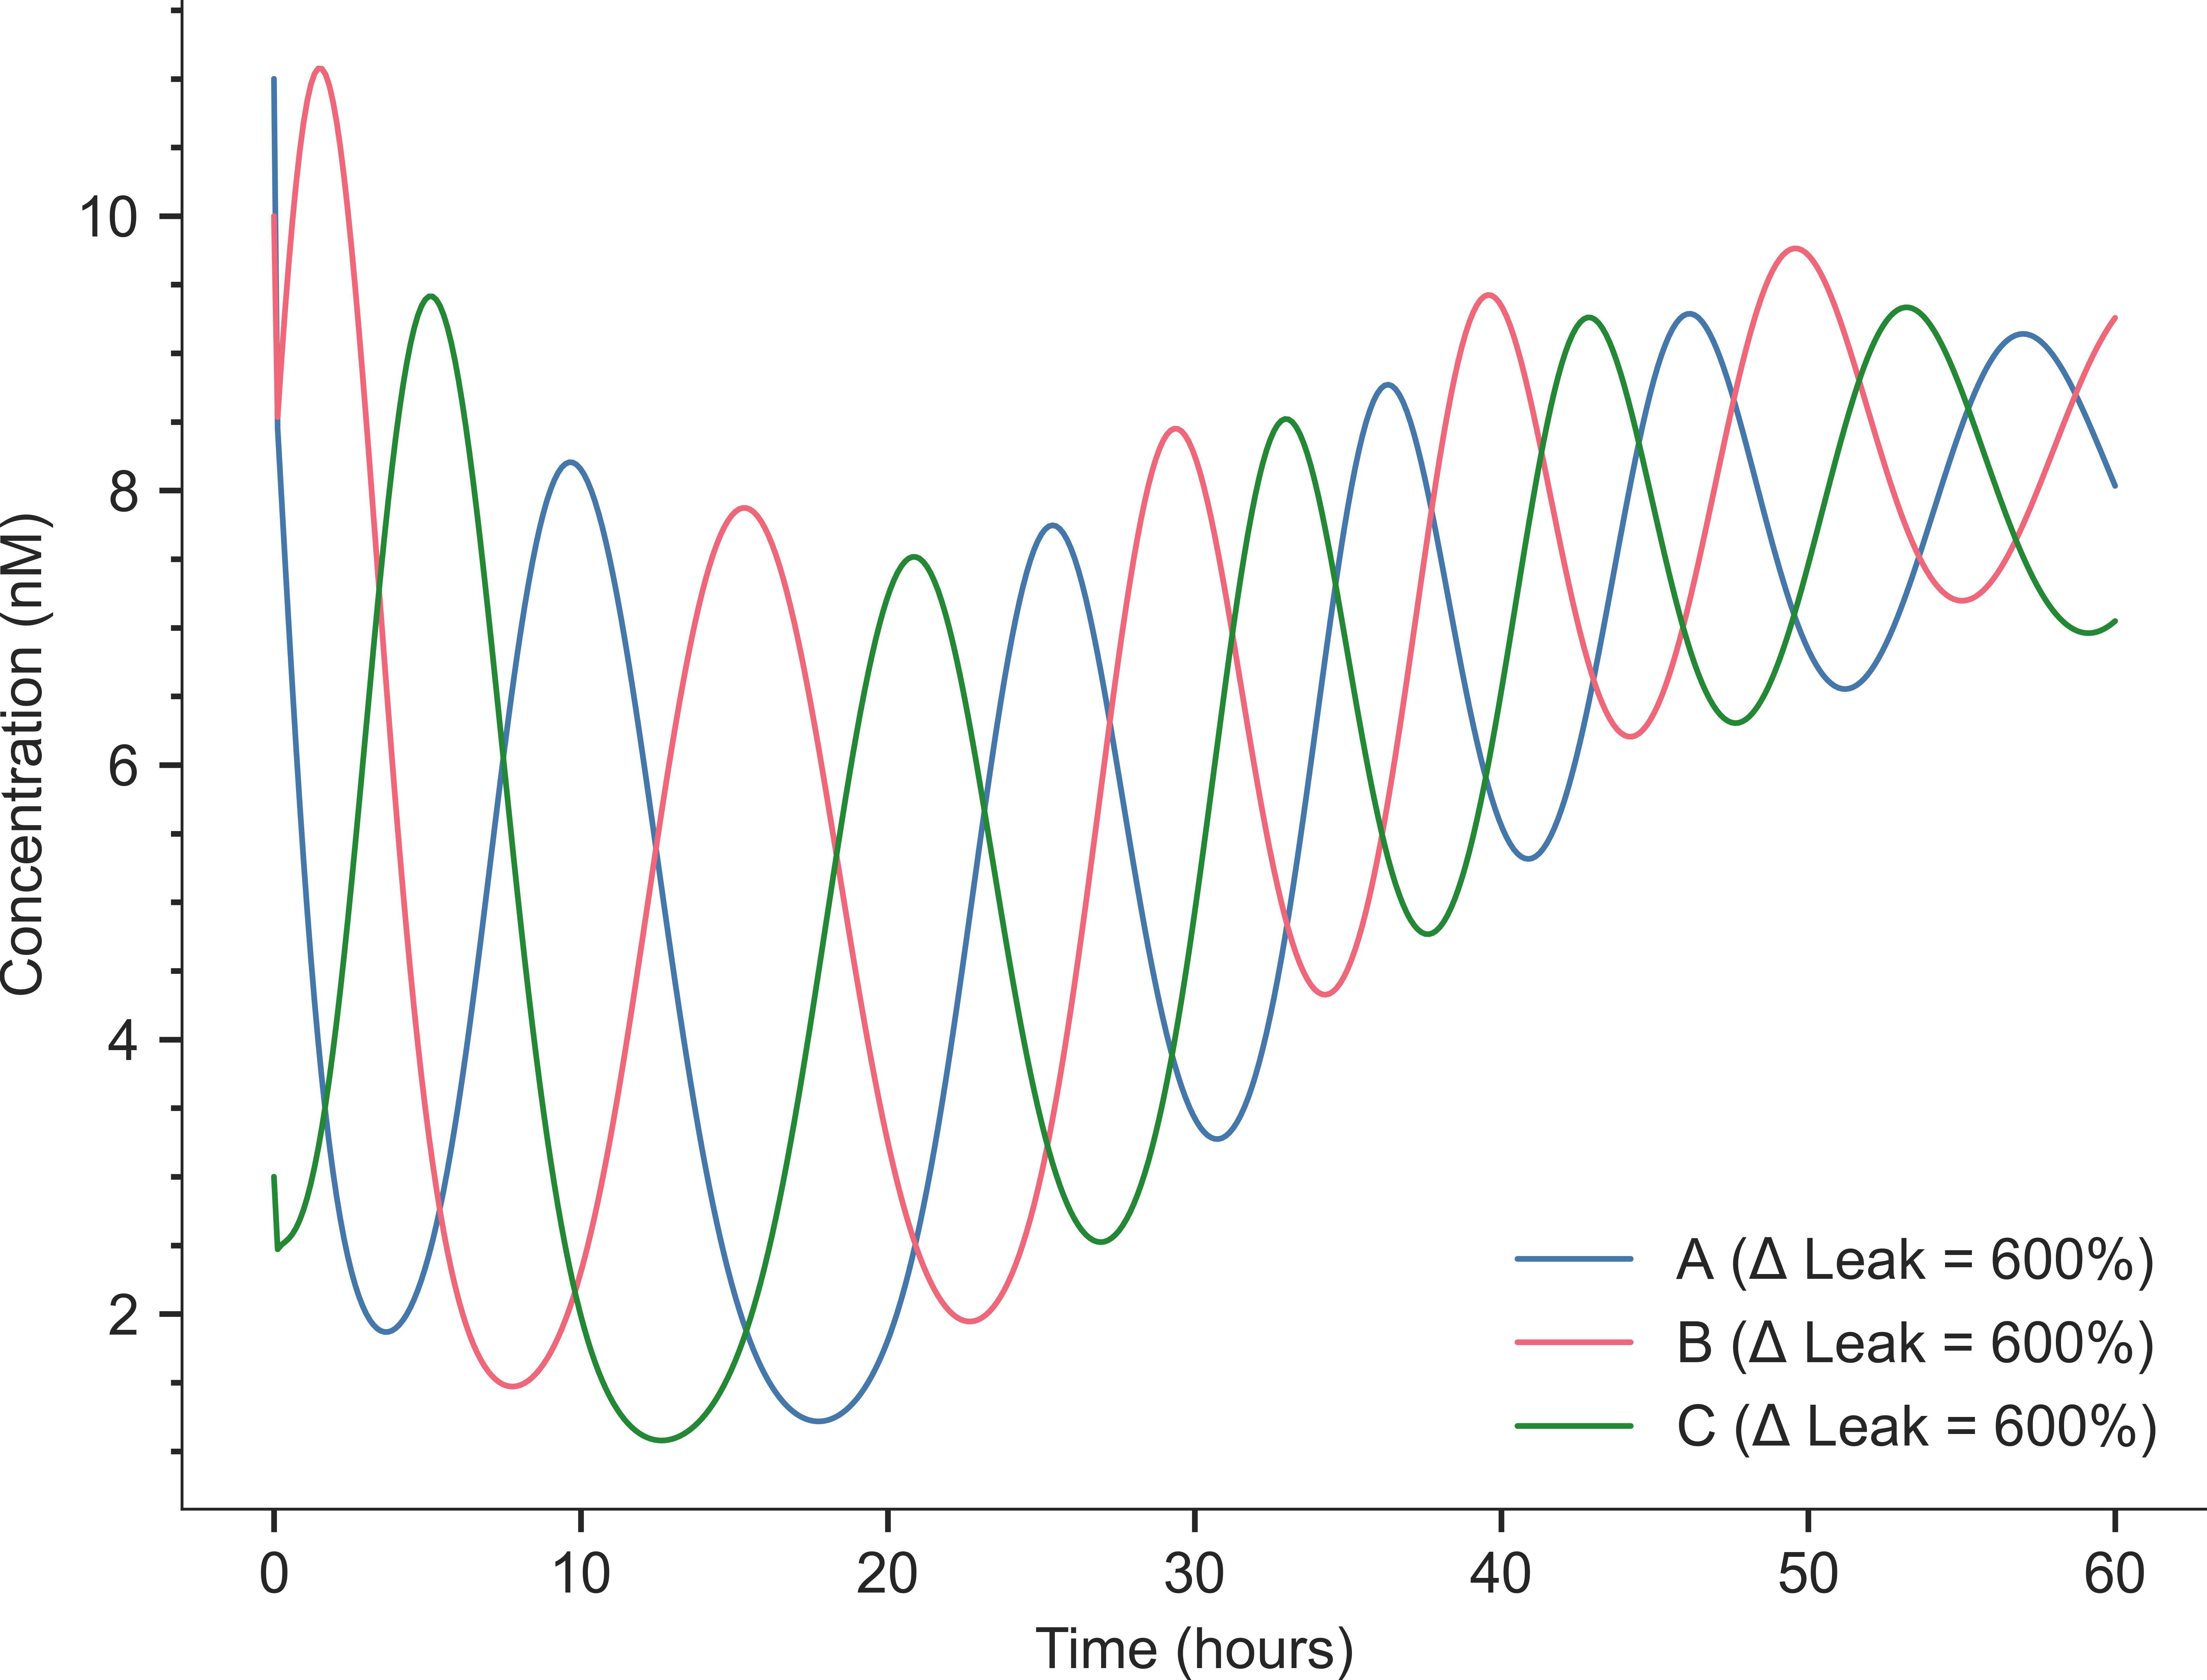 Concentration (nM)
10
8
6
4
2
A (Δ Leak = 600%)
B (Δ Leak = 600%)
C (Δ Leak = 600%)
0 10 20 30 40 50 60
Time (hours)